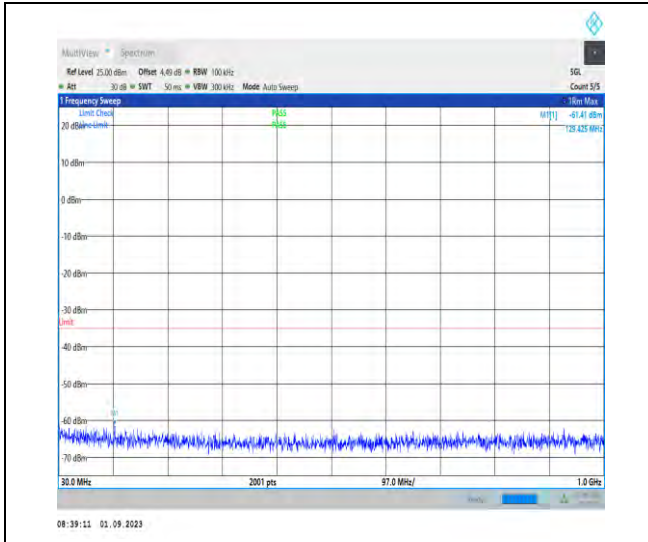 MultiView Spectrum
Ref Level 25.00 dBm Offset 4.49 dB RBW 100 kHz SGL
Att 30 dB SWT 50 ms VBW 300 kHz Mode Auto Sweep Count 5/5
1 Frequency Sweep 1Rm Max
Limit Check PASS M1[1] -61.41 dBm
20 dBm Line Limit PASS 129.425 MHz
10 dBm
0 dBm
-10 dBm
-20 dBm
-30 dBm
Limit
-40 dBm
-50 dBm
M1
-60 dBm
-70 dBm
30.0 MHz 2001 pts 97.0 MHz/ 1.0 GHz
08:39:11 01.09.2023